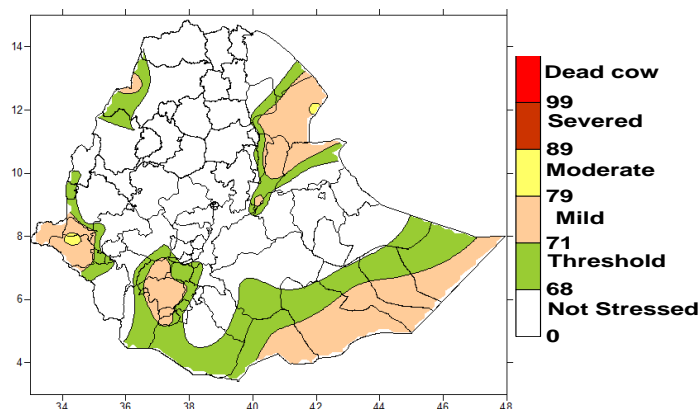 14
12
10
8
6
4
34 36 38 40 42 44 46 48
Dead cow
99
Severed
89
Moderate
79
Mild
71
Threshold
68
Not Stressed
0